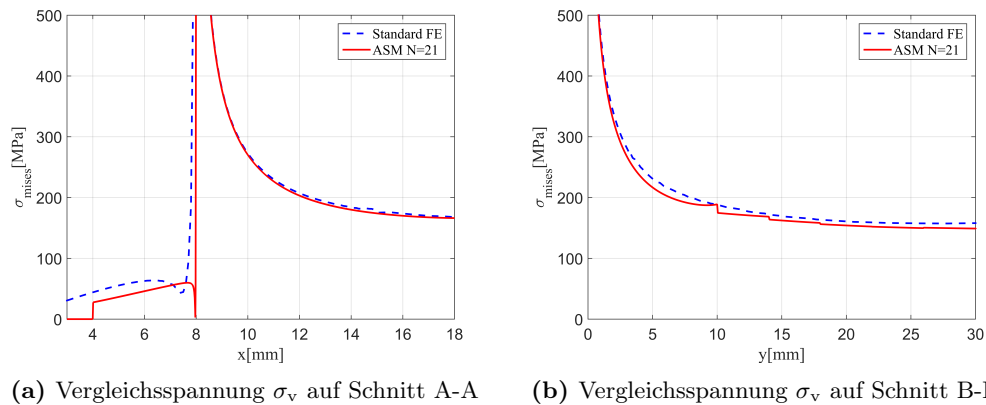 500
400
300
200
100
0
σmises[MPa]
4 6 8 10 12 14 16 18
x[mm]
Standard FE
ASM N=21
500
400
300
200
100
0
σmises[MPa]
0 5 10 15 20 25 30
y[mm]
Standard FE
ASM N=21
(a) Vergleichsspannung σv auf Schnitt A-A
(b) Vergleichsspannung σv auf Schnitt